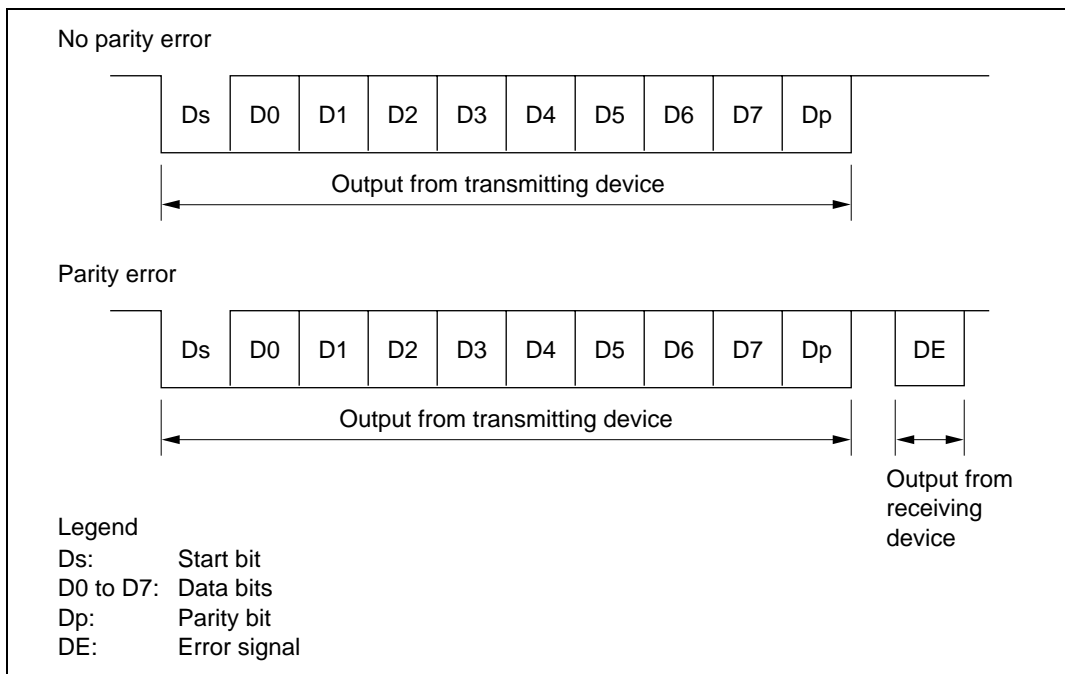 No parity error
Ds D0 D1 D2 D3 D4 D5 D6 D7 Dp
Output from transmitting device
Parity error
Ds D0 D1 D2 D3 D4 D5 D6 D7 Dp DE
Output from transmitting device
Output from
receiving
device
Legend
Ds: Start bit
D0 to D7: Data bits
Dp: Parity bit
DE: Error signal